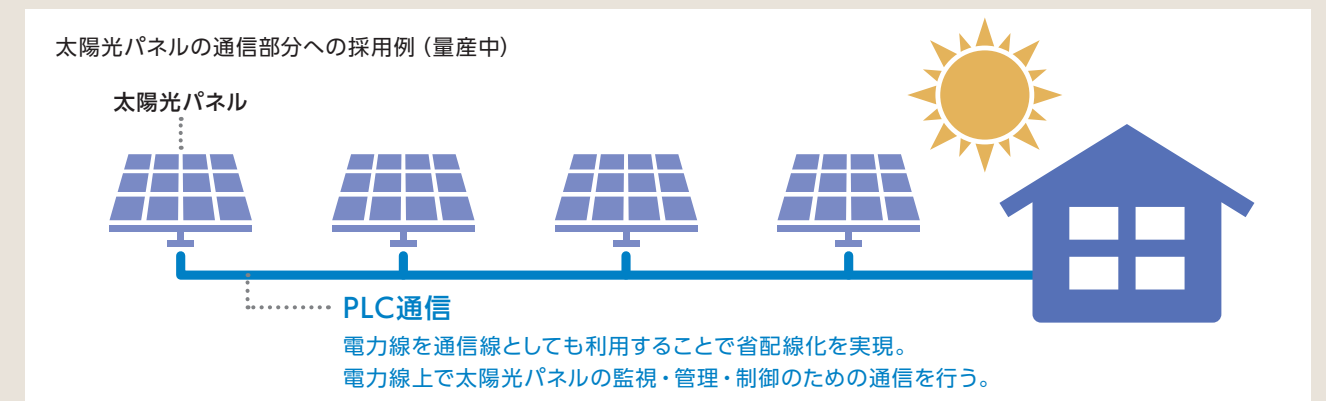 太陽光パネルの通信部分への採用例（量産中）
太陽光パネル
PLC通信
電力線を通信線としても利用することで省配線化を実現。
電力線上で太陽光パネルの監視・管理・制御のための通信を行う。